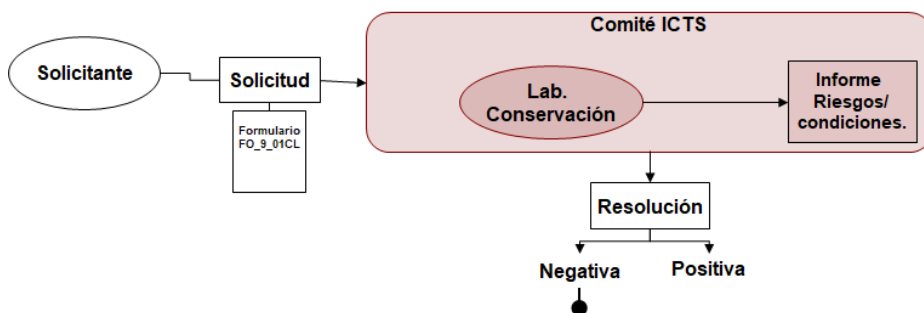 Comité ICTS
Solicitante
Solicitud
Formulario
FO_9_01CL
Lab.
Conservación
Informe
Riesgos/
condiciones.
Resolución
Negativa
Positiva